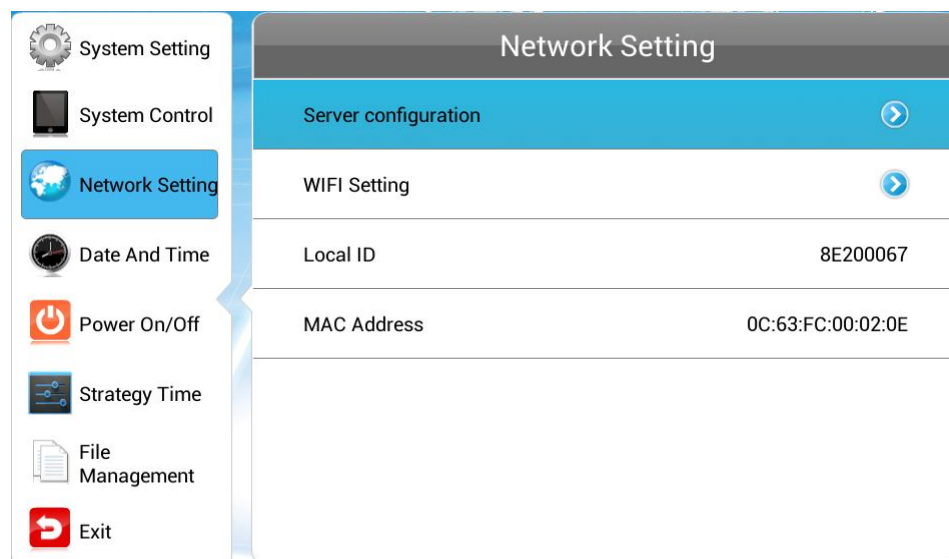 System Setting
System Control
Network Setting
Date And Time
Power On/Off
Strategy Time
File
Management
Exit
Network Setting
Server configuration
WIFI Setting
Local ID 8E200067
MAC Address 0C:63:FC:00:02:0E